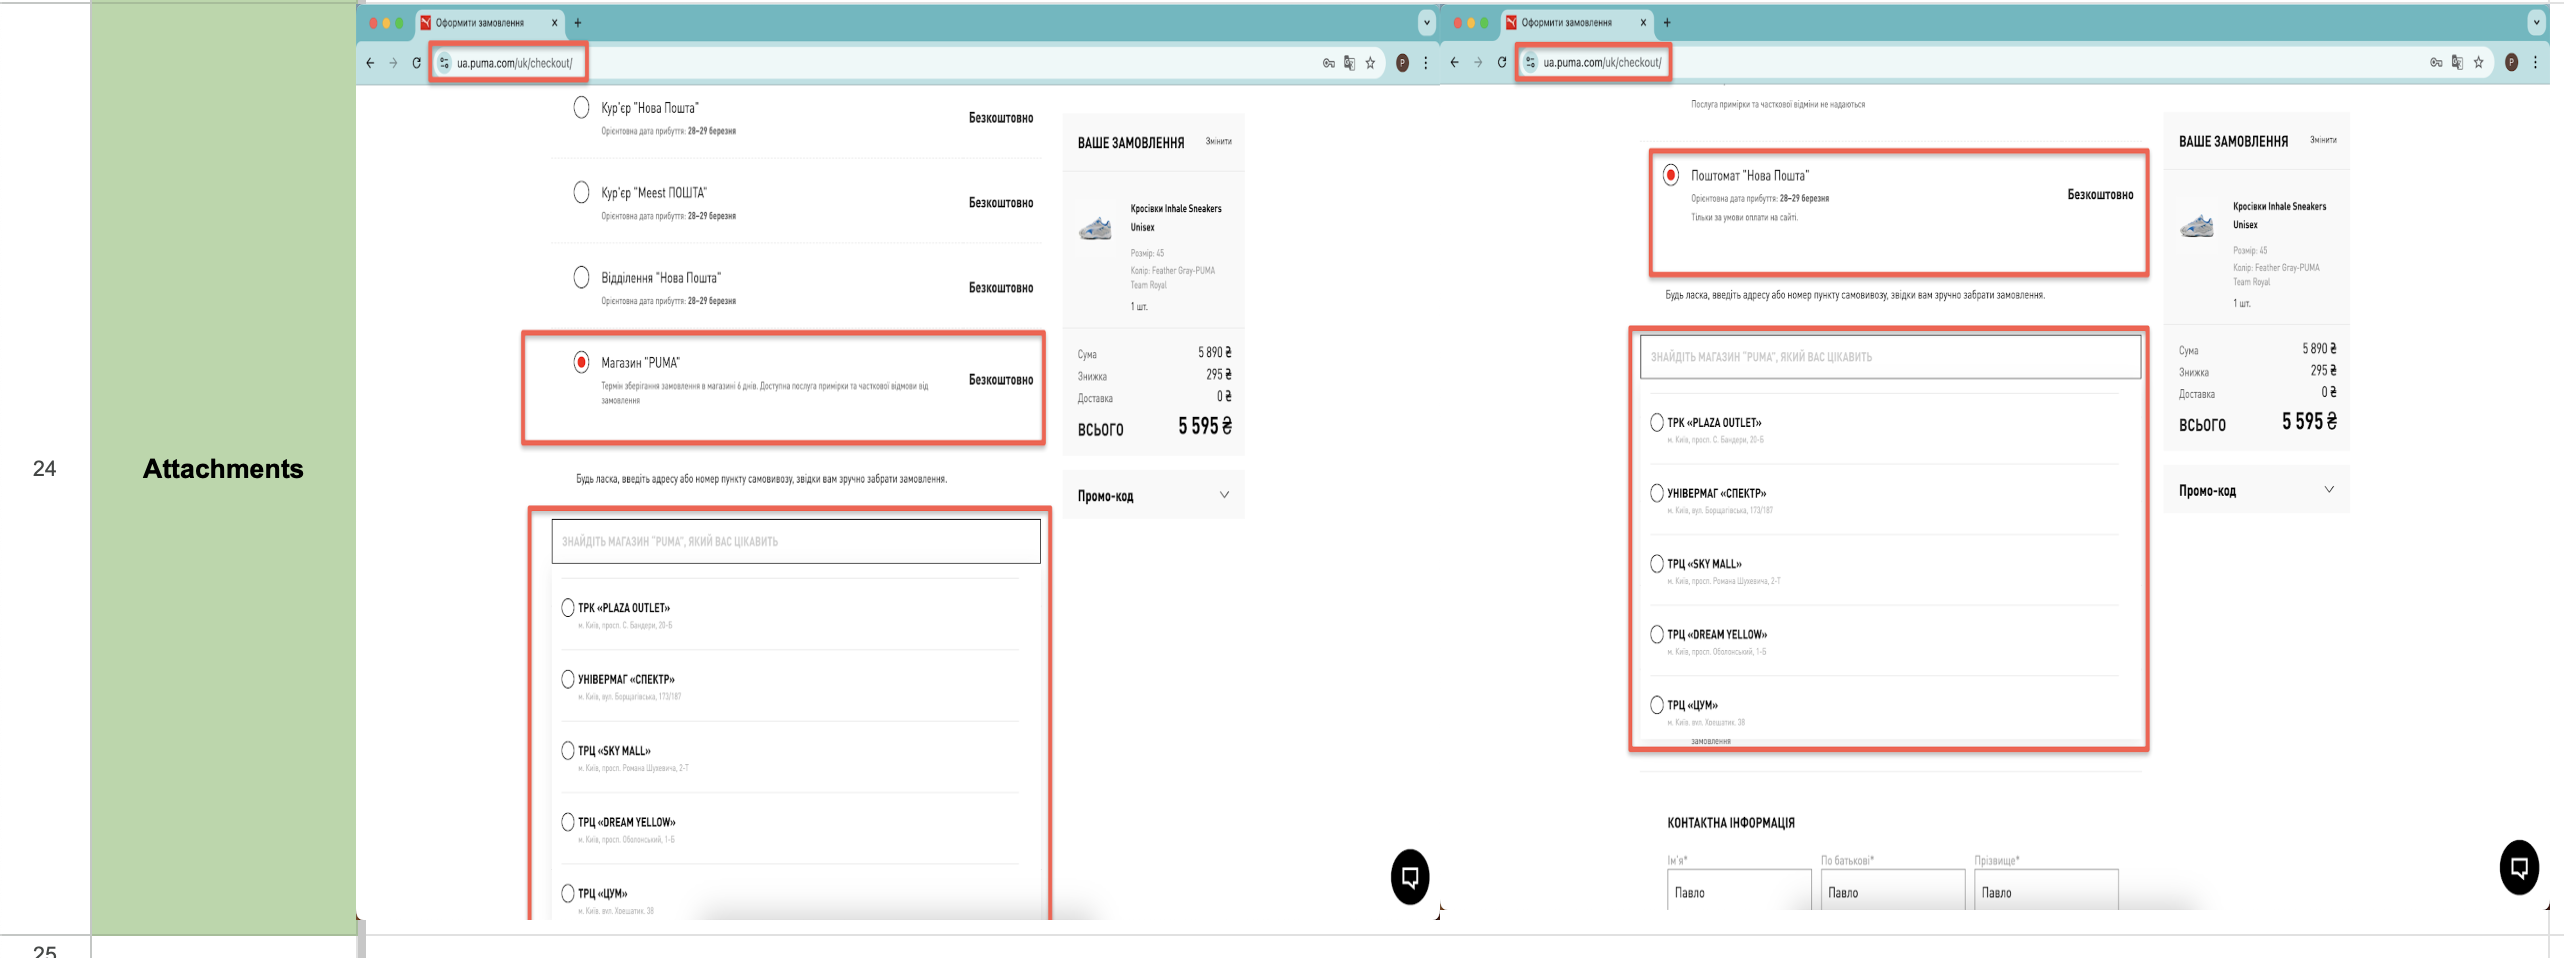 24
Attachments
25
Оформити замовлення
ua.puma.com/uk/checkout/
P
Кур'єр "Нова Пошта"
Орієнтовна дата прибуття: 28–29 березня
Безкоштовно
Кур'єр "Meest ПОШТА"
Орієнтовна дата прибуття: 28–29 березня
Безкоштовно
Відділення "Нова Пошта"
Орієнтовна дата прибуття: 28–29 березня
Безкоштовно
Магазин "PUMA"
Термін зберігання замовлення в магазині 6 днів. Доступна послуга примірки та часткової відмови від
замовлення
Безкоштовно
Будь ласка, введіть адресу або номер пункту самовивозу, звідки вам зручно забрати замовлення.
ЗНАЙДІТЬ МАГАЗИН "PUMA", ЯКИЙ ВАС ЦІКАВИТЬ
ТРК «PLAZA OUTLET»
м. Київ, просп. С. Бандери, 20-Б
УНІВЕРМАГ «СПЕКТР»
м. Київ, вул. Борщагівська, 173/187
ТРЦ «SKY MALL»
м. Київ, просп. Романа Шухевича, 2-Т
ТРЦ «DREAM YELLOW»
м. Київ, просп. Оболонський, 1-Б
ТРЦ «ЦУМ»
м. Київ. вул. Хрещатик. 38
ВАШЕ ЗАМОВЛЕННЯ
Змінити
Кросівки Inhale Sneakers
Unisex
Розмір: 45
Колір: Feather Gray-PUMA
Team Royal
1 шт.
Сума 5 890 ₴
Знижка 295 ₴
Доставка 0 ₴
ВСЬОГО 5 595 ₴
Промо-код
Оформити замовлення
ua.puma.com/uk/checkout/
P
Послуга примірки та часткової відміни не надаються
Поштомат "Нова Пошта"
Орієнтовна дата прибуття: 28–29 березня
Тільки за умови оплати на сайті.
Безкоштовно
Будь ласка, введіть адресу або номер пункту самовивозу, звідки вам зручно забрати замовлення.
ЗНАЙДІТЬ МАГАЗИН "PUMA", ЯКИЙ ВАС ЦІКАВИТЬ
ТРК «PLAZA OUTLET»
м. Київ, просп. С. Бандери, 20-Б
УНІВЕРМАГ «СПЕКТР»
м. Київ, вул. Борщагівська, 173/187
ТРЦ «SKY MALL»
м. Київ, просп. Романа Шухевича, 2-Т
ТРЦ «DREAM YELLOW»
м. Київ, просп. Оболонський, 1-Б
ТРЦ «ЦУМ»
м. Київ. вул. Хрещатик. 38
замовлення
КОНТАКТНА ІНФОРМАЦІЯ
Ім'я* По батькові* Прізвище*
Павло Павло Павло
ВАШЕ ЗАМОВЛЕННЯ
Змінити
Кросівки Inhale Sneakers
Unisex
Розмір: 45
Колір: Feather Gray-PUMA
Team Royal
1 шт.
Сума 5 890 ₴
Знижка 295 ₴
Доставка 0 ₴
ВСЬОГО 5 595 ₴
Промо-код